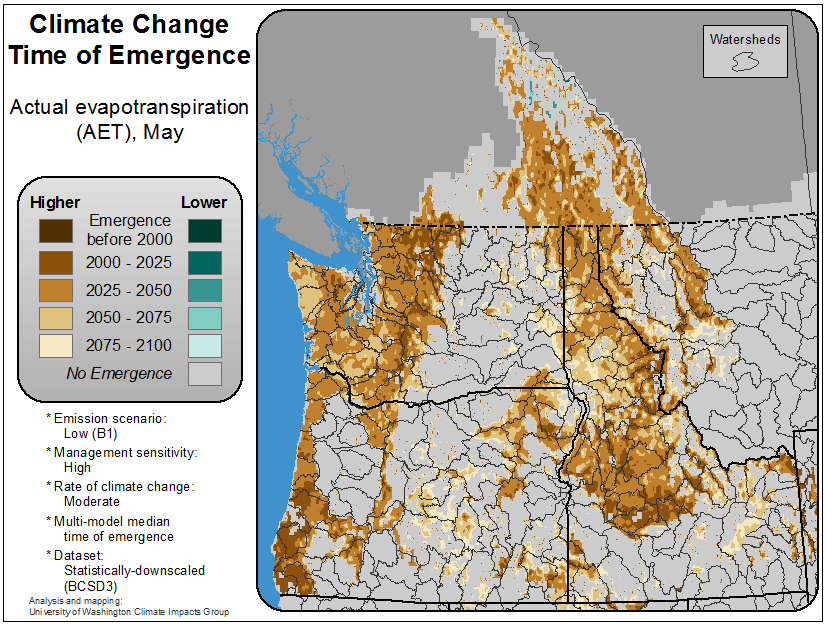 Climate Change
Time of Emergence
Actual evapotranspiration
(AET), May
Watersheds
Higher
Lower
Emergence
before 2000
2000 - 2025
2025 - 2050
2050 - 2075
2075 - 2100
No Emergence
* Emission scenario:
Low (B1)
* Management sensitivity:
High
* Rate of climate change:
Moderate
* Multi-model median
time of emergence
* Dataset:
Statistically-downscaled
(BCSD3)
Analysis and mapping:
University of Washington Climate Impacts Group